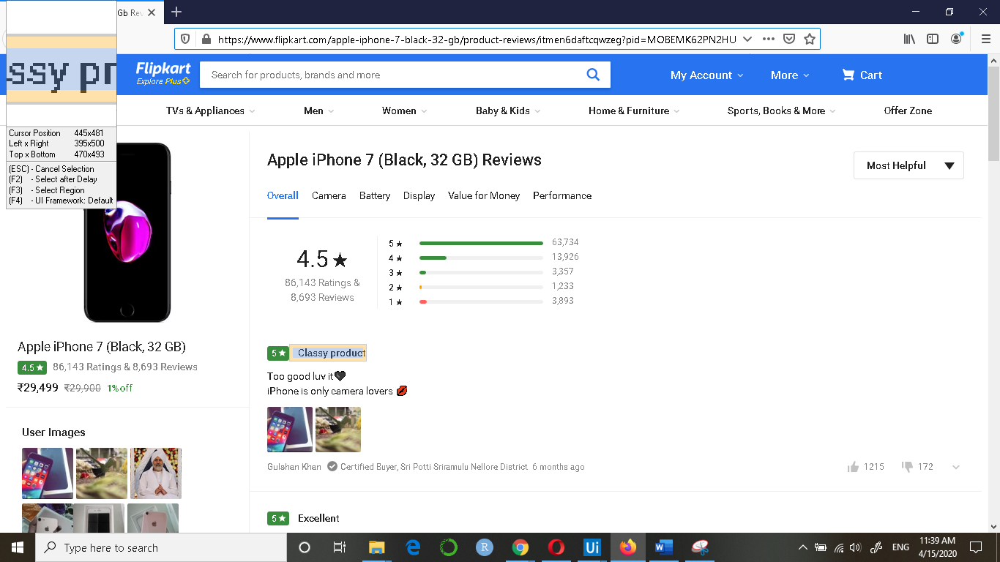 Gb Rev
ssy pr
https://www.flipkart.com/apple-iphone-7-black-32-gb/product-reviews/itmen6daftcqwzeg?pid=MOBEMK62PN2HU
Flipkart
Explore Plus
Search for products, brands and more
My Account
More
Cart
TVs & Appliances
Men
Women
Baby & Kids
Home & Furniture
Sports, Books & More
Offer Zone
Cursor Position 445x481
Left x Right 395x500
Top x Bottom 470x493
(ESC) - Cancel Selection
(F2) - Select after Delay
(F3) - Select Region
(F4) - UI Framework: Default
Apple iPhone 7 (Black, 32 GB)
4.5★ 86,143 Ratings & 8,693 Reviews
₹29,499 ₹29,900 1% off
User Images
Apple iPhone 7 (Black, 32 GB) Reviews
Most Helpful
Overall Camera Battery Display Value for Money Performance
4.5★
86,143 Ratings &
8,693 Reviews
5★ 63,734
4★ 13,926
3★ 3,357
2★ 1,233
1★ 3,893
5★ Classy product
Too good luv it🖤
iPhone is only camera lovers 💋
Gulshan Khan Certified Buyer, Sri Potti Sriramulu Nellore District 6 months ago
1215 172
5★ Excellent
Type here to search
R
Ui
W
ENG
11:39 AM
4/15/2020